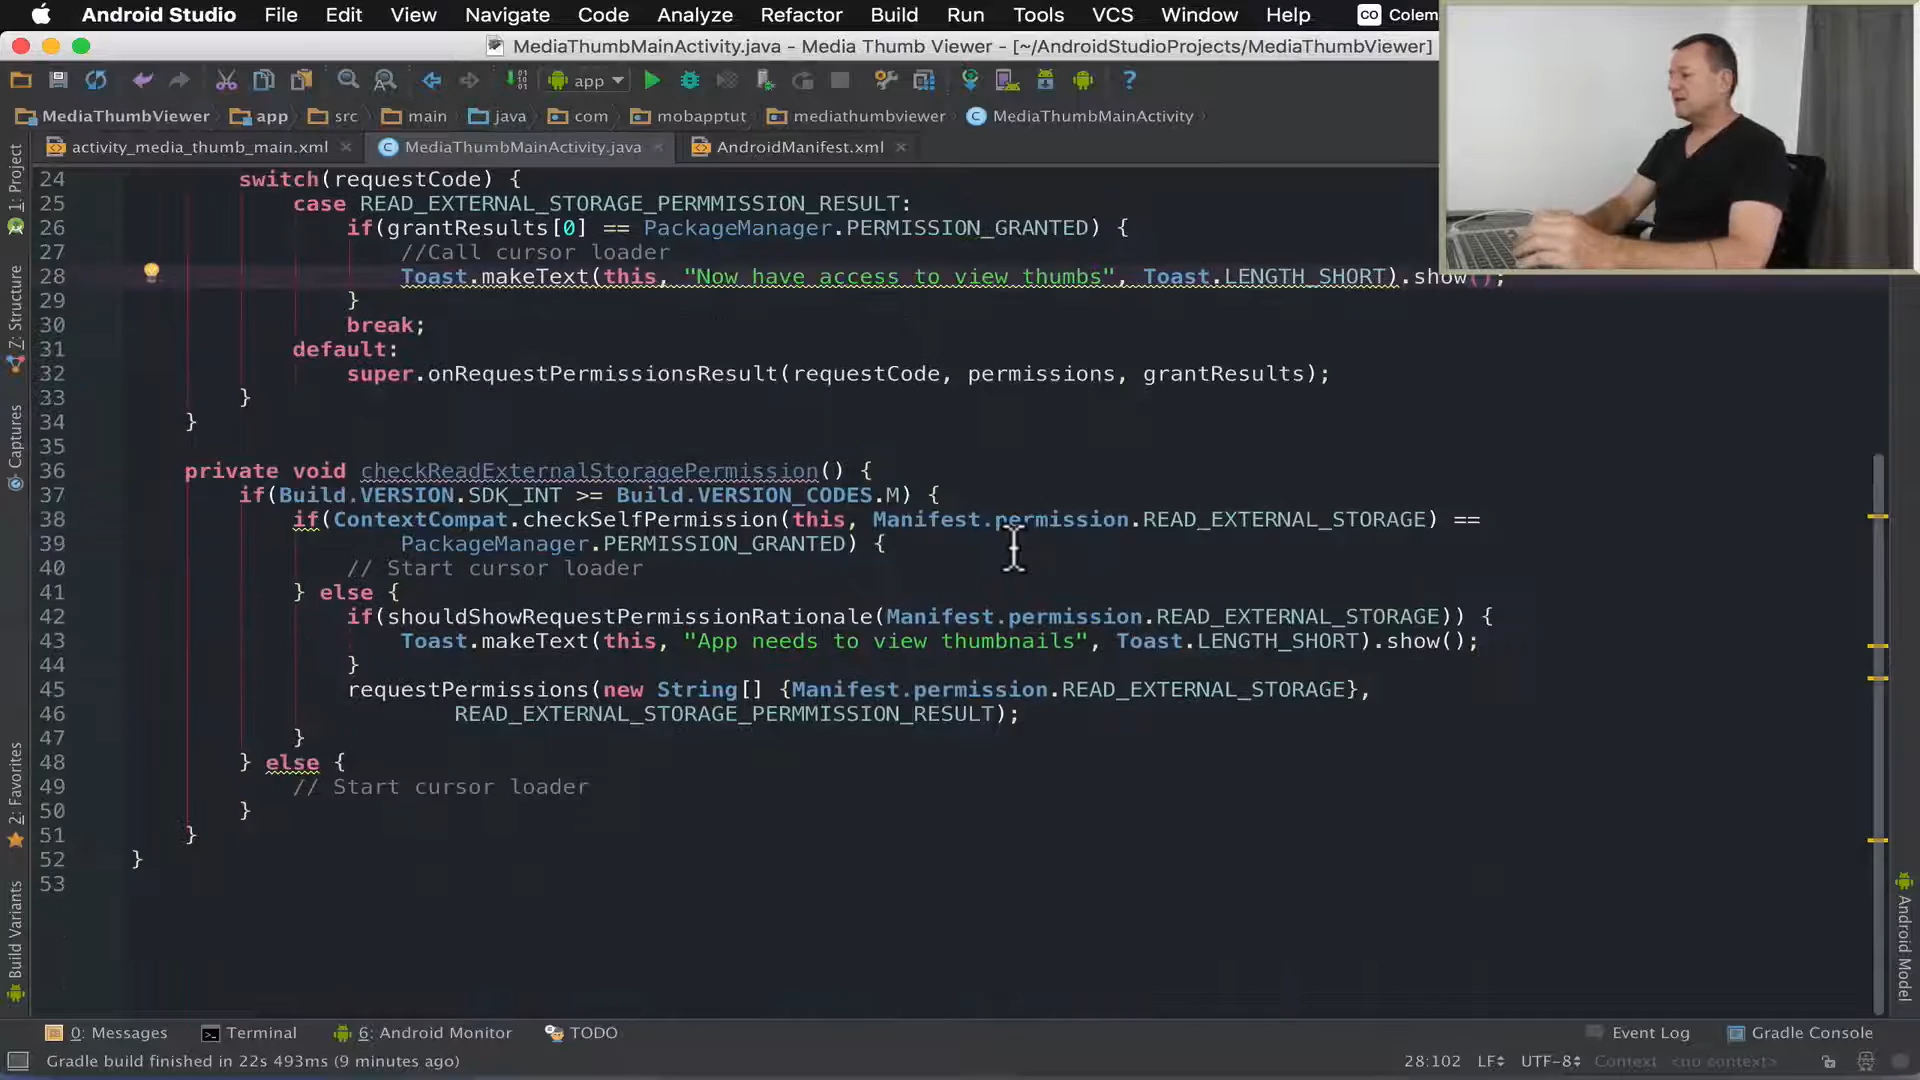 Android Studio File Edit View Navigate Code Analyze Refactor Build Run Tools VCS Window Help CO Colem
MediaThumbMainActivity.java - Media Thumb Viewer - [~/AndroidStudioProjects/MediaThumbViewer]
app
MediaThumbViewer app src main java com mobapptut mediathumbviewer MediaThumbMainActivity
activity_media_thumb_main.xml MediaThumbMainActivity.java AndroidManifest.xml
1: Project
7: Structure
Captures
2: Favorites
Build Variants
24 switch(requestCode) {
25 case READ_EXTERNAL_STORAGE_PERMMISSION_RESULT:
26 if(grantResults[0] == PackageManager.PERMISSION_GRANTED) {
27 //Call cursor loader
28 Toast.makeText(this, "Now have access to view thumbs", Toast.LENGTH_SHORT).show();
29 }
30 break;
31 default:
32 super.onRequestPermissionsResult(requestCode, permissions, grantResults);
33 }
34 }
35
36 private void checkReadExternalStoragePermission() {
37 if(Build.VERSION.SDK_INT >= Build.VERSION_CODES.M) {
38 if(ContextCompat.checkSelfPermission(this, Manifest.permission.READ_EXTERNAL_STORAGE) ==
39 PackageManager.PERMISSION_GRANTED) {
40 // Start cursor loader
41 } else {
42 if(shouldShowRequestPermissionRationale(Manifest.permission.READ_EXTERNAL_STORAGE)) {
43 Toast.makeText(this, "App needs to view thumbnails", Toast.LENGTH_SHORT).show();
44 }
45 requestPermissions(new String[] {Manifest.permission.READ_EXTERNAL_STORAGE},
46 READ_EXTERNAL_STORAGE_PERMMISSION_RESULT);
47 }
48 } else {
49 // Start cursor loader
50 }
51 }
52 }
53
Android Model
0: Messages Terminal 6: Android Monitor TODO Event Log Gradle Console
Gradle build finished in 22s 493ms (9 minutes ago) 28:102 LF UTF-8 Context <no context>